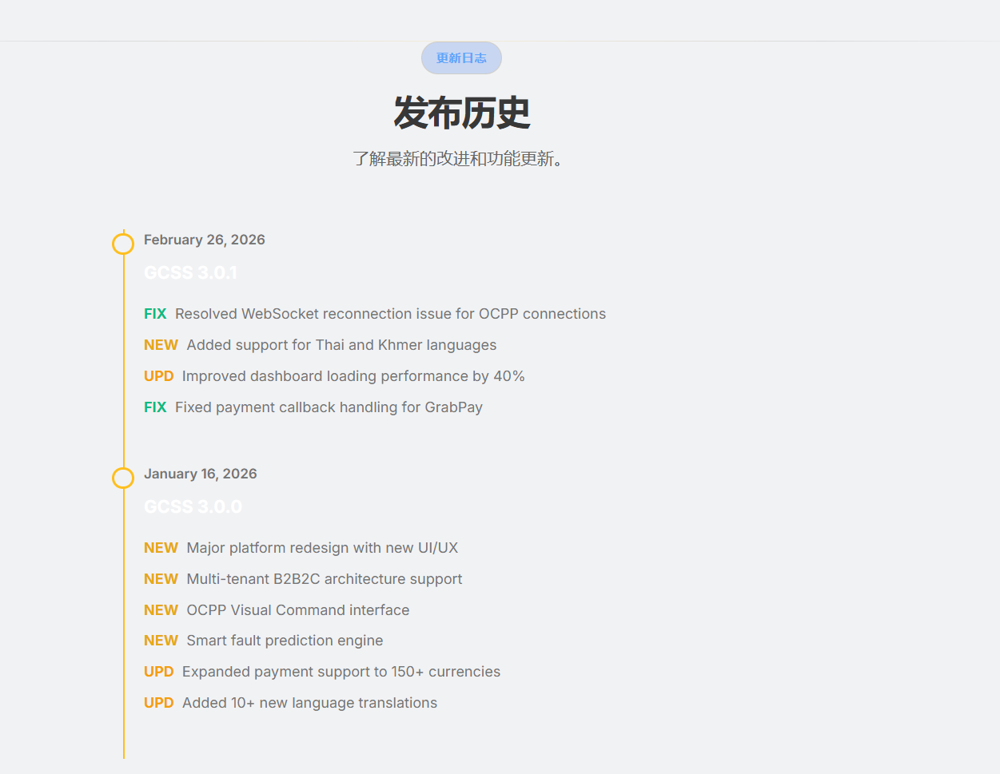 更新日志
发布历史
了解最新的改进和功能更新。
February 26, 2026
GCSS 3.0.1
FIX Resolved WebSocket reconnection issue for OCPP connections
NEW Added support for Thai and Khmer languages
UPD Improved dashboard loading performance by 40%
FIX Fixed payment callback handling for GrabPay
January 16, 2026
GCSS 3.0.0
NEW Major platform redesign with new UI/UX
NEW Multi-tenant B2B2C architecture support
NEW OCPP Visual Command interface
NEW Smart fault prediction engine
UPD Expanded payment support to 150+ currencies
UPD Added 10+ new language translations